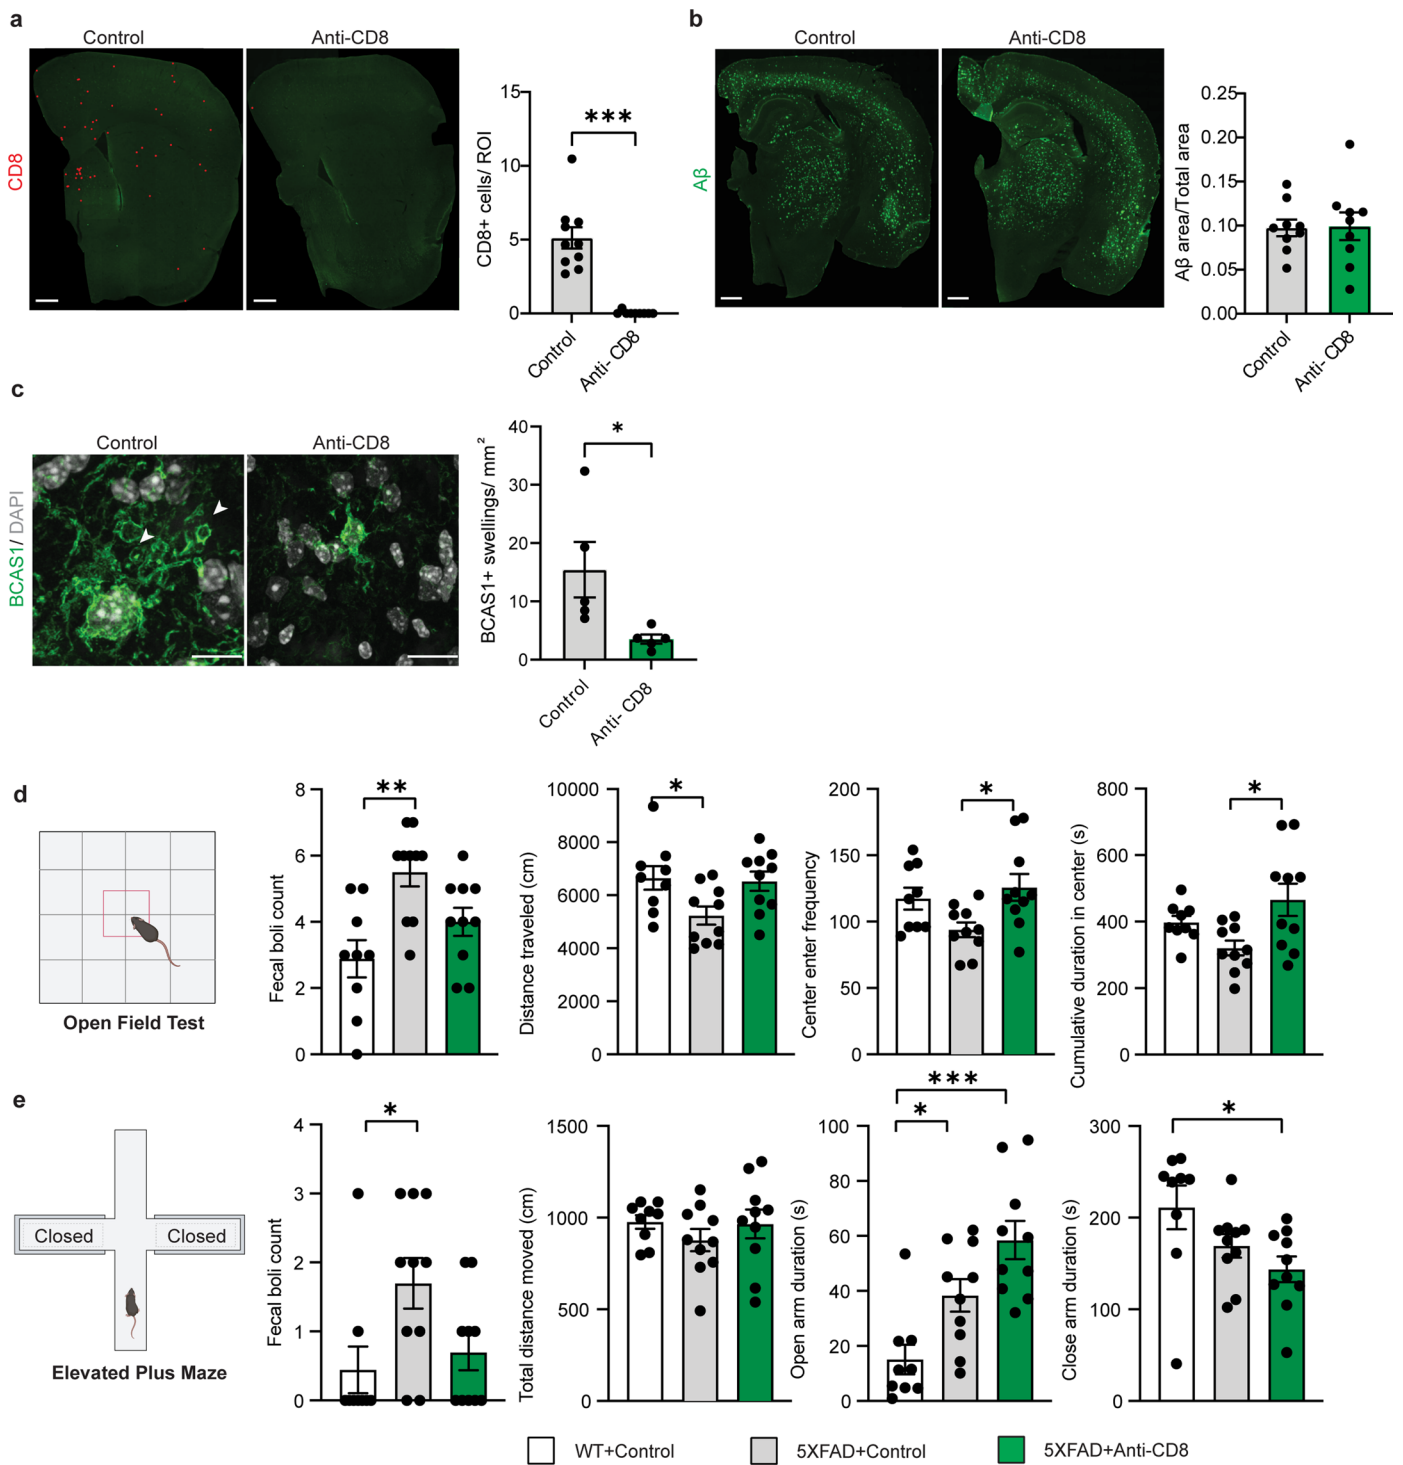 a
Control
Anti-CD8
CD8
CD8+ cells/ ROI
15
10
5
0
***
Control
Anti- CD8
b
Control
Anti-CD8
Aβ
Aβ area/Total area
0.25
0.20
0.15
0.10
0.05
0.00
Control
Anti- CD8
c
Control
Anti-CD8
BCAS1/ DAPI
BCAS1+ swellings/ mm²
40
30
20
10
0
*
Control
Anti- CD8
d
Open Field Test
Fecal boli count
8
6
4
2
0
**
Distance traveled (cm)
10000
8000
6000
4000
2000
0
*
Center enter frequency
200
150
100
50
0
*
Cumulative duration in center (s)
800
600
400
200
0
*
e
Closed
Closed
Elevated Plus Maze
Fecal boli count
4
3
2
1
0
*
Total distance moved (cm)
1500
1000
500
0
Open arm duration (s)
100
80
60
40
20
0
***
*
Close arm duration (s)
300
200
100
0
*
WT+Control
5XFAD+Control
5XFAD+Anti-CD8